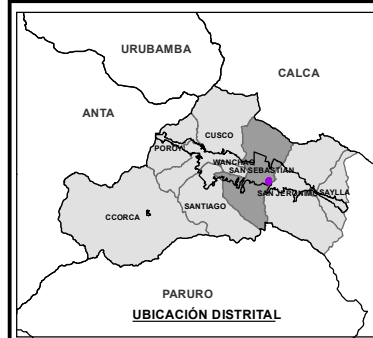 URUBAMBA
CALCA
ANTA
CUSCO
POROY
WANCHAQ
SAN SEBASTIAN
SAN JERONIMO
SAYLLA
CCORCA
SANTIAGO
PARURO
UBICACIÓN DISTRITAL